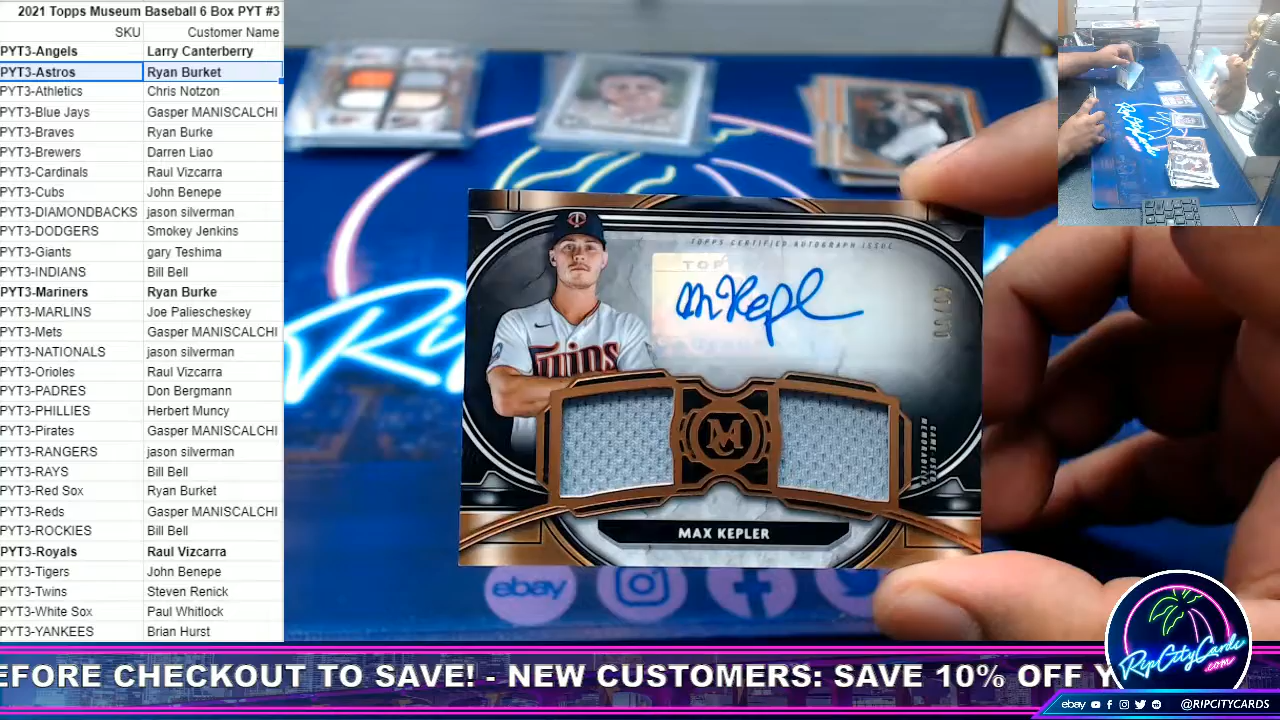 2021 Topps Museum Baseball 6 Box PYT #3
SKU Customer Name
PYT3-Angels Larry Canterberry
PYT3-Astros Ryan Burket
PYT3-Athletics Chris Notzon
PYT3-Blue Jays Gasper MANISCALCHI
PYT3-Braves Ryan Burke
PYT3-Brewers Darren Liao
PYT3-Cardinals Raul Vizcarra
PYT3-Cubs John Benepe
PYT3-DIAMONDBACKS jason silverman
PYT3-DODGERS Smokey Jenkins
PYT3-Giants gary Teshima
PYT3-INDIANS Bill Bell
PYT3-Mariners Ryan Burke
PYT3-MARLINS Joe Paliescheskey
PYT3-Mets Gasper MANISCALCHI
PYT3-NATIONALS jason silverman
PYT3-Orioles Raul Vizcarra
PYT3-PADRES Don Bergmann
PYT3-PHILLIES Herbert Muncy
PYT3-Pirates Gasper MANISCALCHI
PYT3-RANGERS jason silverman
PYT3-RAYS Bill Bell
PYT3-Red Sox Ryan Burket
PYT3-Reds Gasper MANISCALCHI
PYT3-ROCKIES Bill Bell
PYT3-Royals Raul Vizcarra
PYT3-Tigers John Benepe
PYT3-Twins Steven Renick
PYT3-White Sox Paul Whitlock
PYT3-YANKEES Brian Hurst
TOPPS CERTIFIED AUTOGRAPH ISSUE
TOP
M Kepl
TWINS
GAME-USED
MEMORABILIA
MC
MAX KEPLER
ebay
EFORE CHECKOUT TO SAVE! - NEW CUSTOMERS: SAVE 10% OFF Y
RipCityCards
.com
ebay @RIPCITYCARDS